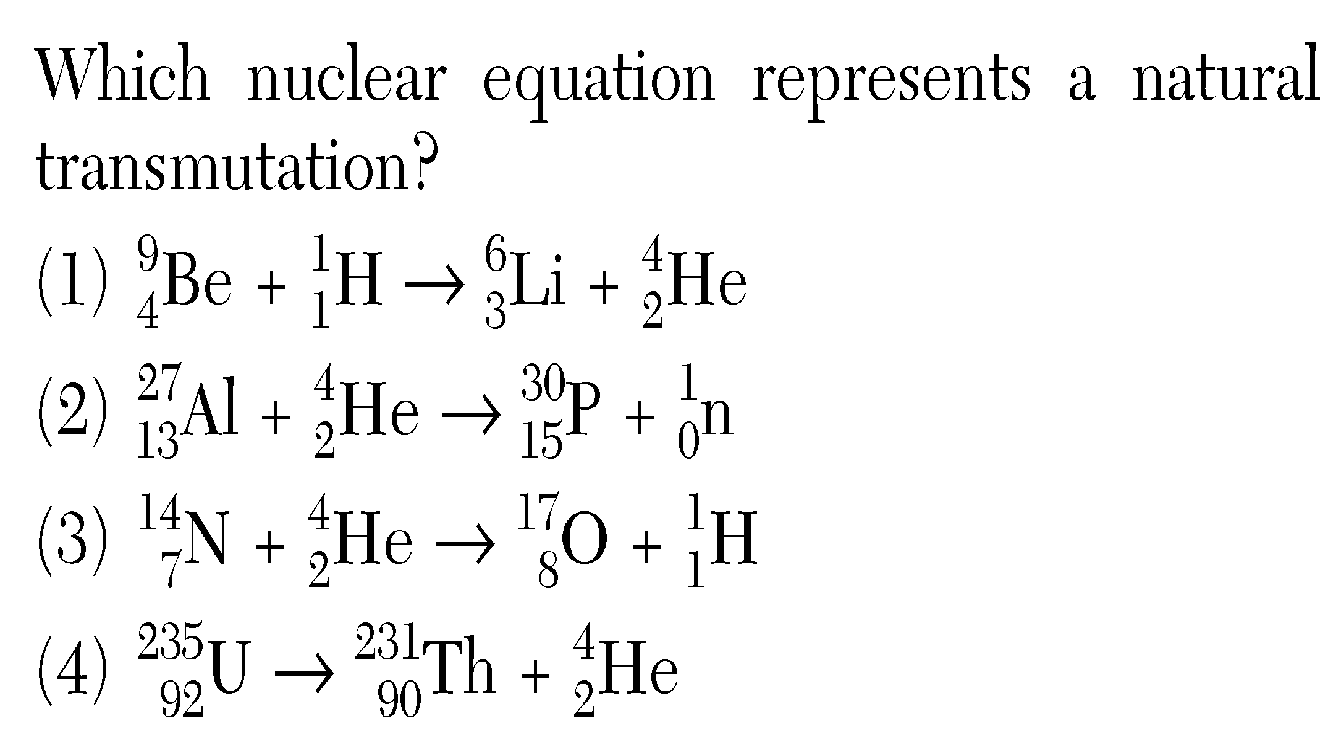 Which nuclear equation represents a natural
transmutation?
(1) ⁹₄Be + ¹₁H → ⁶₃Li + ⁴₂He
(2) ²⁷₁₃Al + ⁴₂He → ³⁰₁₅P + ¹₀n
(3) ¹⁴₇N + ⁴₂He → ¹⁷₈O + ¹₁H
(4) ²³⁵₉₂U → ²³¹₉₀Th + ⁴₂He